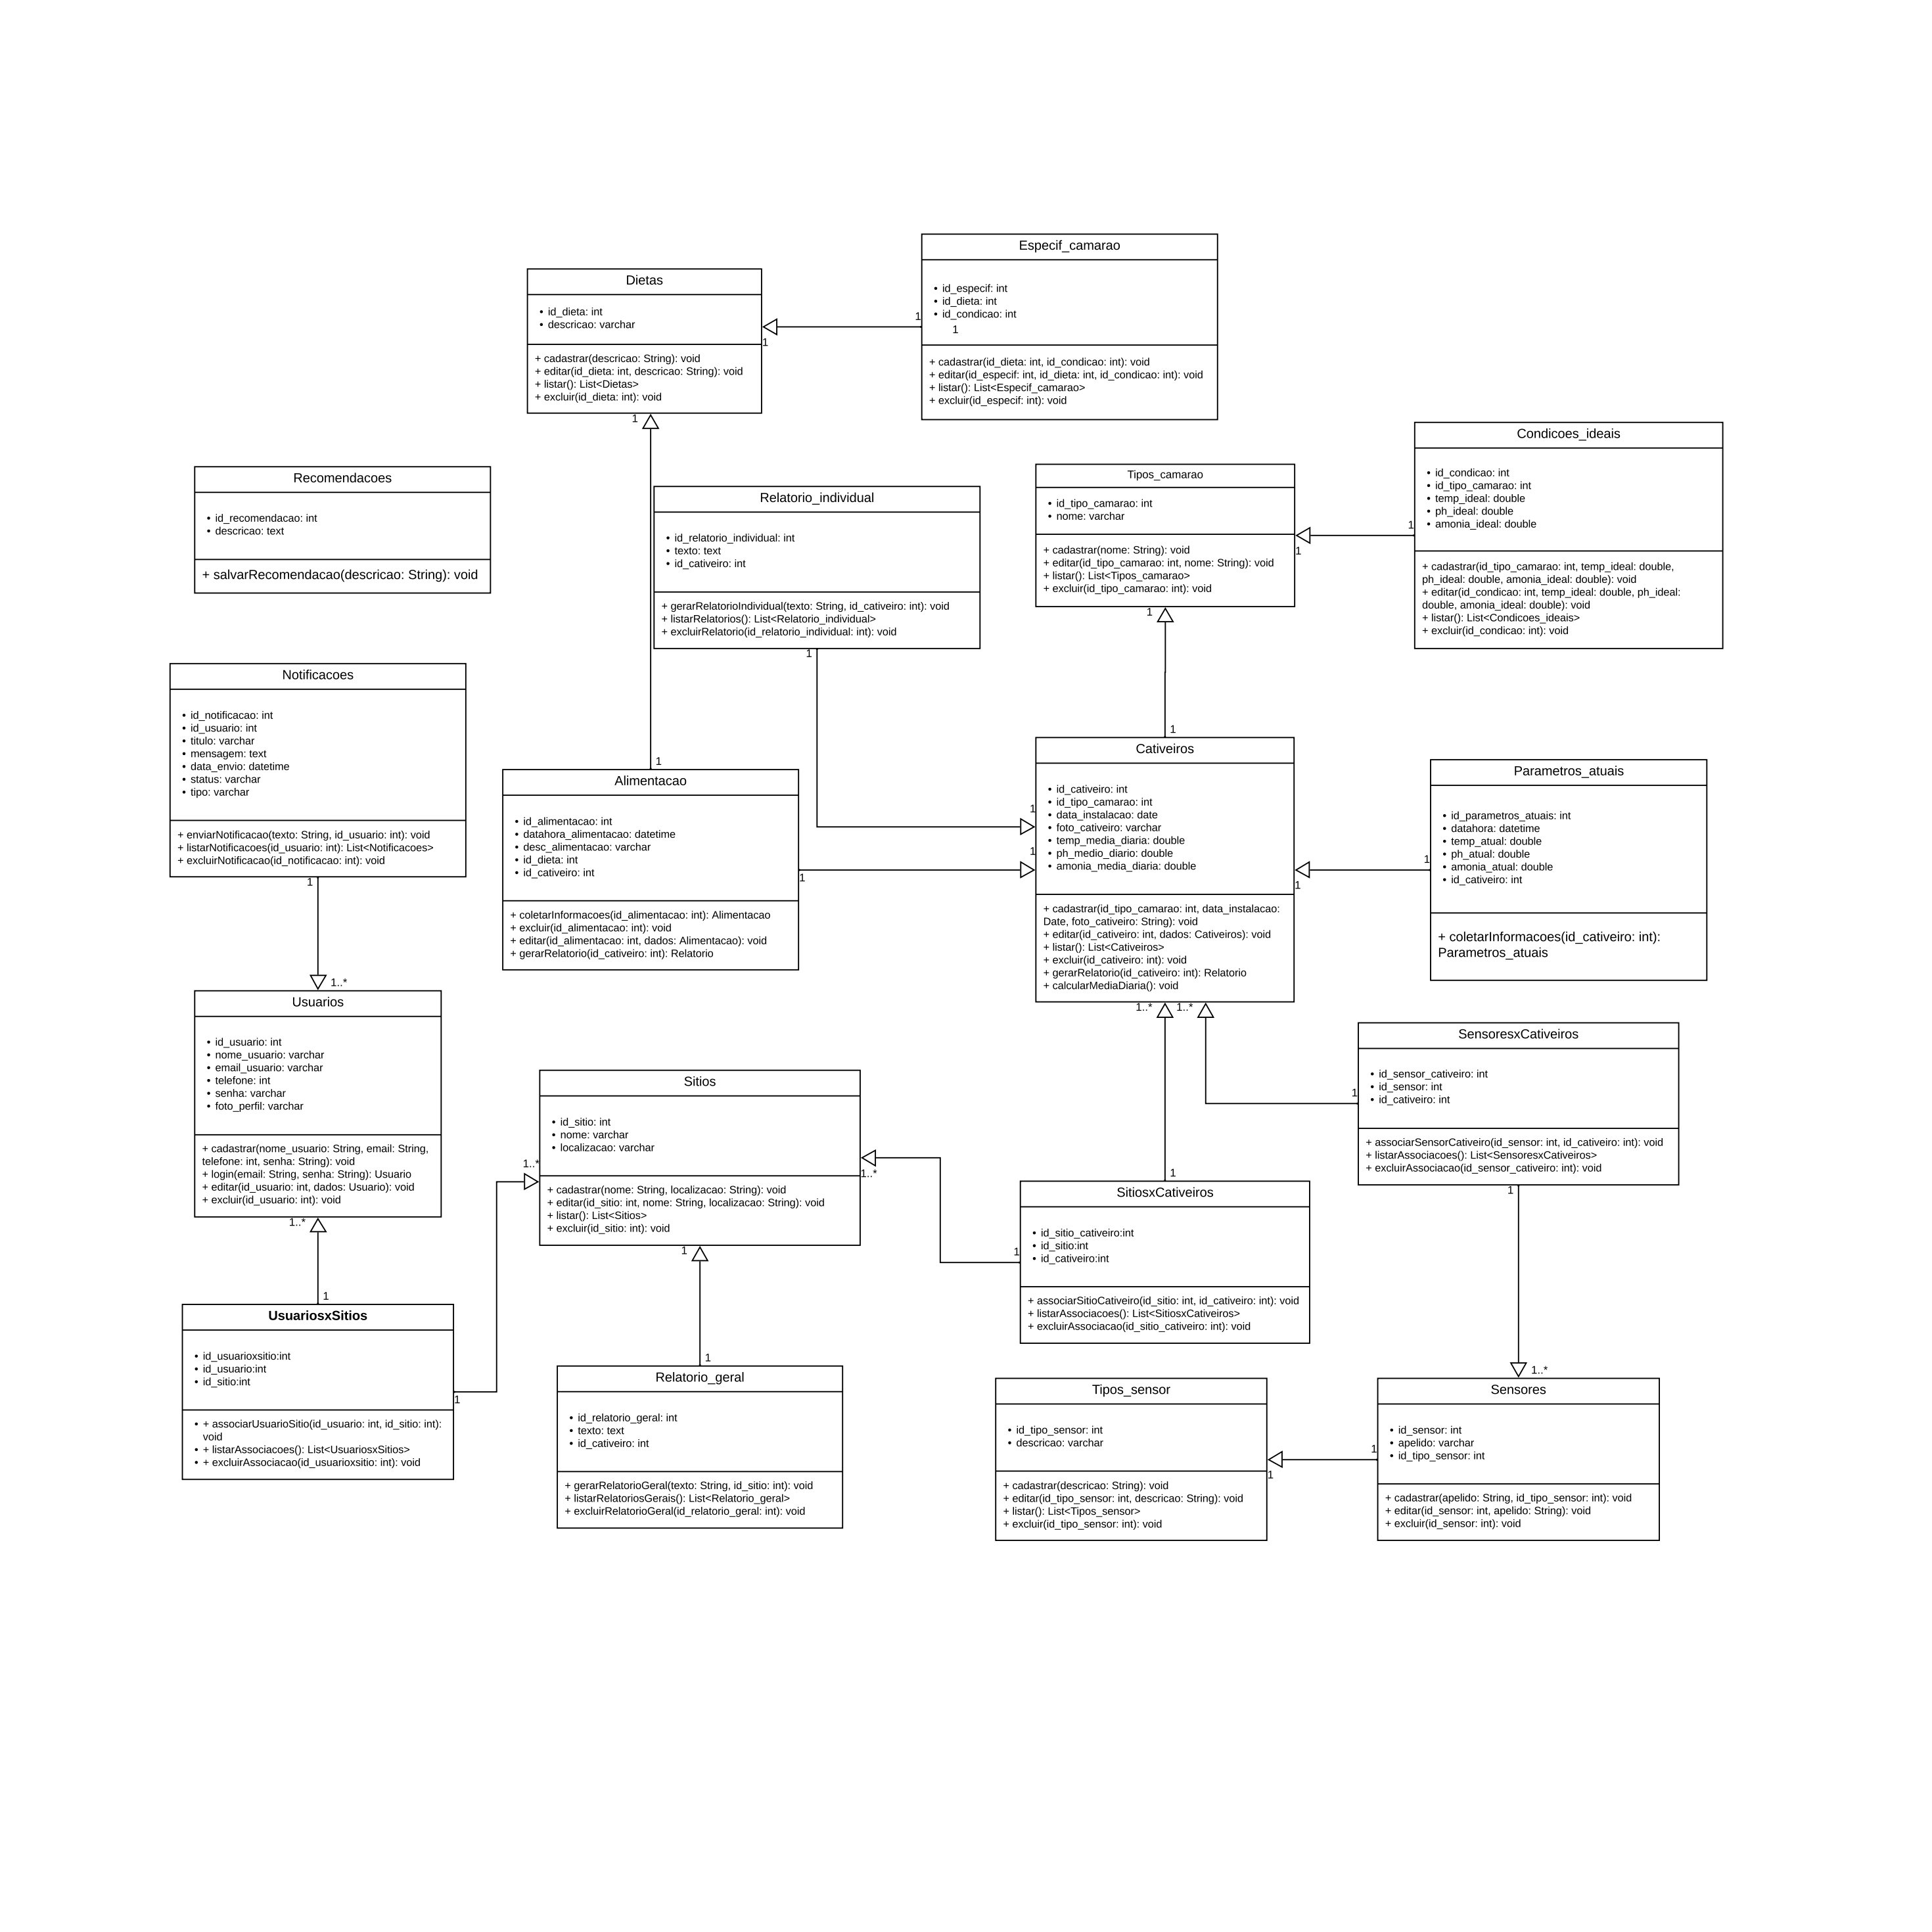 Especif_camarao
• id_especif: int
• id_dieta: int
• id_condicao: int
1
+ cadastrar(id_dieta: int, id_condicao: int): void
+ editar(id_especif: int, id_dieta: int, id_condicao: int): void
+ listar(): List<Especif_camarao>
+ excluir(id_especif: int): void
1
1
Dietas
• id_dieta: int
• descricao: varchar
+ cadastrar(descricao: String): void
+ editar(id_dieta: int, descricao: String): void
+ listar(): List<Dietas>
+ excluir(id_dieta: int): void
1
Condicoes_ideais
• id_condicao: int
• id_tipo_camarao: int
• temp_ideal: double
• ph_ideal: double
• amonia_ideal: double
+ cadastrar(id_tipo_camarao: int, temp_ideal: double,
ph_ideal: double, amonia_ideal: double): void
+ editar(id_condicao: int, temp_ideal: double, ph_ideal:
double, amonia_ideal: double): void
+ listar(): List<Condicoes_ideais>
+ excluir(id_condicao: int): void
1
1
Recomendacoes
• id_recomendacao: int
• descricao: text
+ salvarRecomendacao(descricao: String): void
Relatorio_individual
• id_relatorio_individual: int
• texto: text
• id_cativeiro: int
+ gerarRelatorioIndividual(texto: String, id_cativeiro: int): void
+ listarRelatorios(): List<Relatorio_individual>
+ excluirRelatorio(id_relatorio_individual: int): void
1
Tipos_camarao
• id_tipo_camarao: int
• nome: varchar
+ cadastrar(nome: String): void
+ editar(id_tipo_camarao: int, nome: String): void
+ listar(): List<Tipos_camarao>
+ excluir(id_tipo_camarao: int): void
1
1
Notificacoes
• id_notificacao: int
• id_usuario: int
• titulo: varchar
• mensagem: text
• data_envio: datetime
• status: varchar
• tipo: varchar
+ enviarNotificacao(texto: String, id_usuario: int): void
+ listarNotificacoes(id_usuario: int): List<Notificacoes>
+ excluirNotificacao(id_notificacao: int): void
1
1..*
1
Alimentacao
• id_alimentacao: int
• datahora_alimentacao: datetime
• desc_alimentacao: varchar
• id_dieta: int
• id_cativeiro: int
+ coletarInformacoes(id_alimentacao: int): Alimentacao
+ excluir(id_alimentacao: int): void
+ editar(id_alimentacao: int, dados: Alimentacao): void
+ gerarRelatorio(id_cativeiro: int): Relatorio
1
1
1
Cativeiros
• id_cativeiro: int
• id_tipo_camarao: int
• data_instalacao: date
• foto_cativeiro: varchar
• temp_media_diaria: double
• ph_medio_diario: double
• amonia_media_diaria: double
+ cadastrar(id_tipo_camarao: int, data_instalacao:
Date, foto_cativeiro: String): void
+ editar(id_cativeiro: int, dados: Cativeiros): void
+ listar(): List<Cativeiros>
+ excluir(id_cativeiro: int): void
+ gerarRelatorio(id_cativeiro: int): Relatorio
+ calcularMediaDiaria(): void
1..*
1..*
1
1
Parametros_atuais
• id_parametros_atuais: int
• datahora: datetime
• temp_atual: double
• ph_atual: double
• amonia_atual: double
• id_cativeiro: int
+ coletarInformacoes(id_cativeiro: int):
Parametros_atuais
Usuarios
• id_usuario: int
• nome_usuario: varchar
• email_usuario: varchar
• telefone: int
• senha: varchar
• foto_perfil: varchar
+ cadastrar(nome_usuario: String, email: String,
telefone: int, senha: String): void
+ login(email: String, senha: String): Usuario
+ editar(id_usuario: int, dados: Usuario): void
+ excluir(id_usuario: int): void
1..*
1
Sitios
• id_sitio: int
• nome: varchar
• localizacao: varchar
+ cadastrar(nome: String, localizacao: String): void
+ editar(id_sitio: int, nome: String, localizacao: String): void
+ listar(): List<Sitios>
+ excluir(id_sitio: int): void
1..*
1..*
1
1
SensoresxCativeiros
• id_sensor_cativeiro: int
• id_sensor: int
• id_cativeiro: int
+ associarSensorCativeiro(id_sensor: int, id_cativeiro: int): void
+ listarAssociacoes(): List<SensoresxCativeiros>
+ excluirAssociacao(id_sensor_cativeiro: int): void
1
1
SitiosxCativeiros
• id_sitio_cativeiro:int
• id_sitio:int
• id_cativeiro:int
+ associarSitioCativeiro(id_sitio: int, id_cativeiro: int): void
+ listarAssociacoes(): List<SitiosxCativeiros>
+ excluirAssociacao(id_sitio_cativeiro: int): void
1
1
UsuariosxSitios
• id_usuarioxsitio:int
• id_usuario:int
• id_sitio:int
• + associarUsuarioSitio(id_usuario: int, id_sitio: int):
void
• + listarAssociacoes(): List<UsuariosxSitios>
• + excluirAssociacao(id_usuarioxsitio: int): void
1
Relatorio_geral
• id_relatorio_geral: int
• texto: text
• id_cativeiro: int
+ gerarRelatorioGeral(texto: String, id_sitio: int): void
+ listarRelatoriosGerais(): List<Relatorio_geral>
+ excluirRelatorioGeral(id_relatorio_geral: int): void
Tipos_sensor
• id_tipo_sensor: int
• descricao: varchar
+ cadastrar(descricao: String): void
+ editar(id_tipo_sensor: int, descricao: String): void
+ listar(): List<Tipos_sensor>
+ excluir(id_tipo_sensor: int): void
1
1
1..*
Sensores
• id_sensor: int
• apelido: varchar
• id_tipo_sensor: int
+ cadastrar(apelido: String, id_tipo_sensor: int): void
+ editar(id_sensor: int, apelido: String): void
+ excluir(id_sensor: int): void